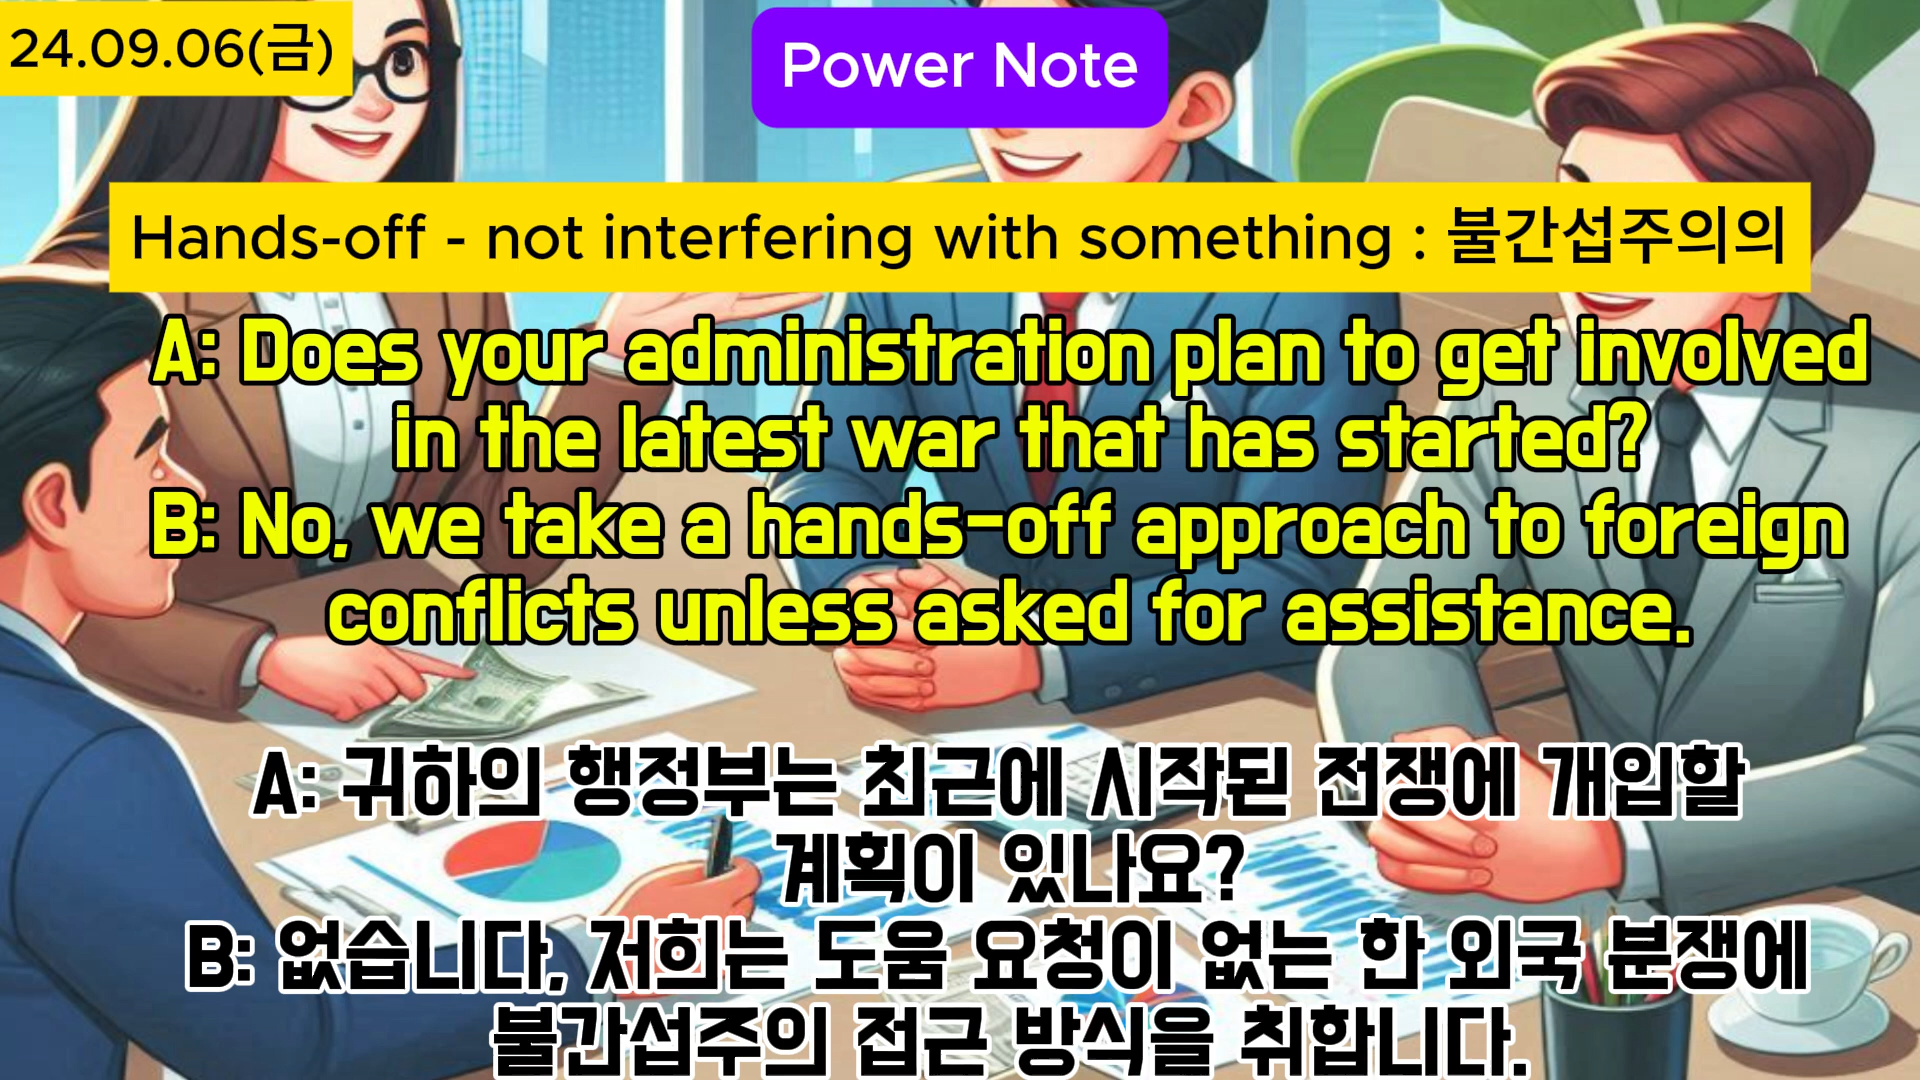 24.09.06(금)
Power Note
Hands-off - not interfering with something : 불간섭주의의
A: Does your administration plan to get involved
in the latest war that has started?
B: No, we take a hands-off approach to foreign
conflicts unless asked for assistance.
A: 귀하의 행정부는 최근에 시작된 전쟁에 개입할
계획이 있나요?
B: 없습니다, 저희는 도움 요청이 없는 한 외국 분쟁에
불간섭주의 접근 방식을 취합니다.